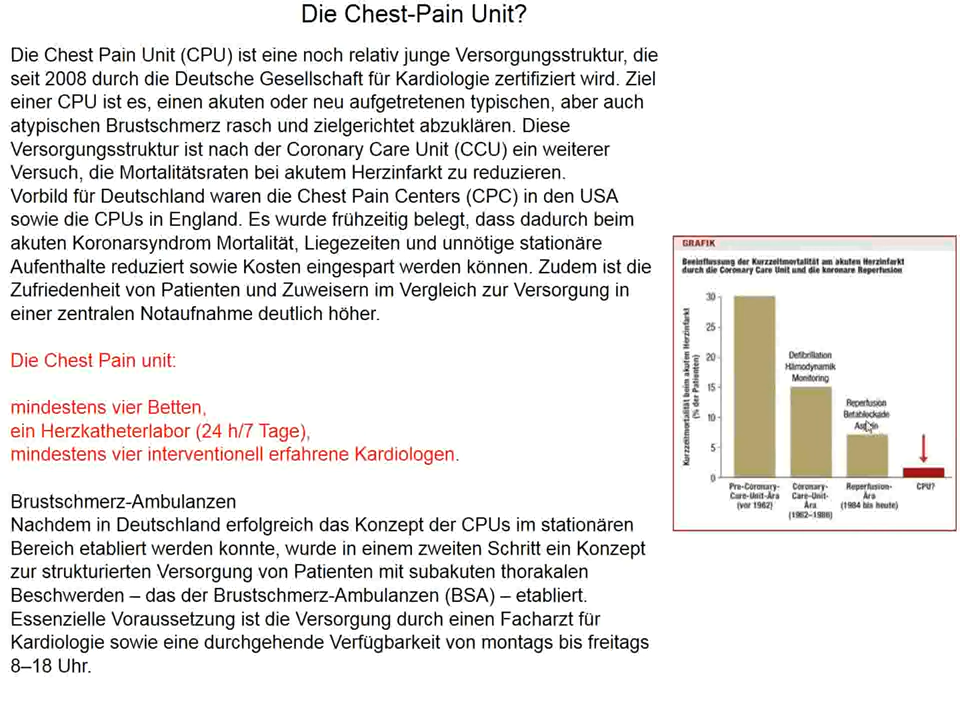 Die Chest-Pain Unit?
Die Chest Pain Unit (CPU) ist eine noch relativ junge Versorgungsstruktur, die
seit 2008 durch die Deutsche Gesellschaft für Kardiologie zertifiziert wird. Ziel
einer CPU ist es, einen akuten oder neu aufgetretenen typischen, aber auch
atypischen Brustschmerz rasch und zielgerichtet abzuklären. Diese
Versorgungsstruktur ist nach der Coronary Care Unit (CCU) ein weiterer
Versuch, die Mortalitätsraten bei akutem Herzinfarkt zu reduzieren.
Vorbild für Deutschland waren die Chest Pain Centers (CPC) in den USA
sowie die CPUs in England. Es wurde frühzeitig belegt, dass dadurch beim
akuten Koronarsyndrom Mortalität, Liegezeiten und unnötige stationäre
Aufenthalte reduziert sowie Kosten eingespart werden können. Zudem ist die
Zufriedenheit von Patienten und Zuweisern im Vergleich zur Versorgung in
einer zentralen Notaufnahme deutlich höher.
Die Chest Pain unit:
mindestens vier Betten,
ein Herzkatheterlabor (24 h/7 Tage),
mindestens vier interventionell erfahrene Kardiologen.
Brustschmerz-Ambulanzen
Nachdem in Deutschland erfolgreich das Konzept der CPUs im stationären
Bereich etabliert werden konnte, wurde in einem zweiten Schritt ein Konzept
zur strukturierten Versorgung von Patienten mit subakuten thorakalen
Beschwerden – das der Brustschmerz-Ambulanzen (BSA) – etabliert.
Essenzielle Voraussetzung ist die Versorgung durch einen Facharzt für
Kardiologie sowie eine durchgehende Verfügbarkeit von montags bis freitags
8–18 Uhr.
GRAFIK
Beeinflussung der Kurzzeitmortalität am akuten Herzinfarkt
durch die Coronary Care Unit und die koronare Reperfusion
Kurzzeitmortalität beim akuten Herzinfarkt
(% der Patienten)
30
25
20
15
10
5
0
Defibrillation
Hämodynamik
Monitoring
Reperfusion
Betablockade
Pre-Coronary-
Care-Unit-Ära
(vor 1962)
Coronary-
Care-Unit-
Ära
(1962–1986)
Reperfusion-
Ära
(1984 bis heute)
CPU?